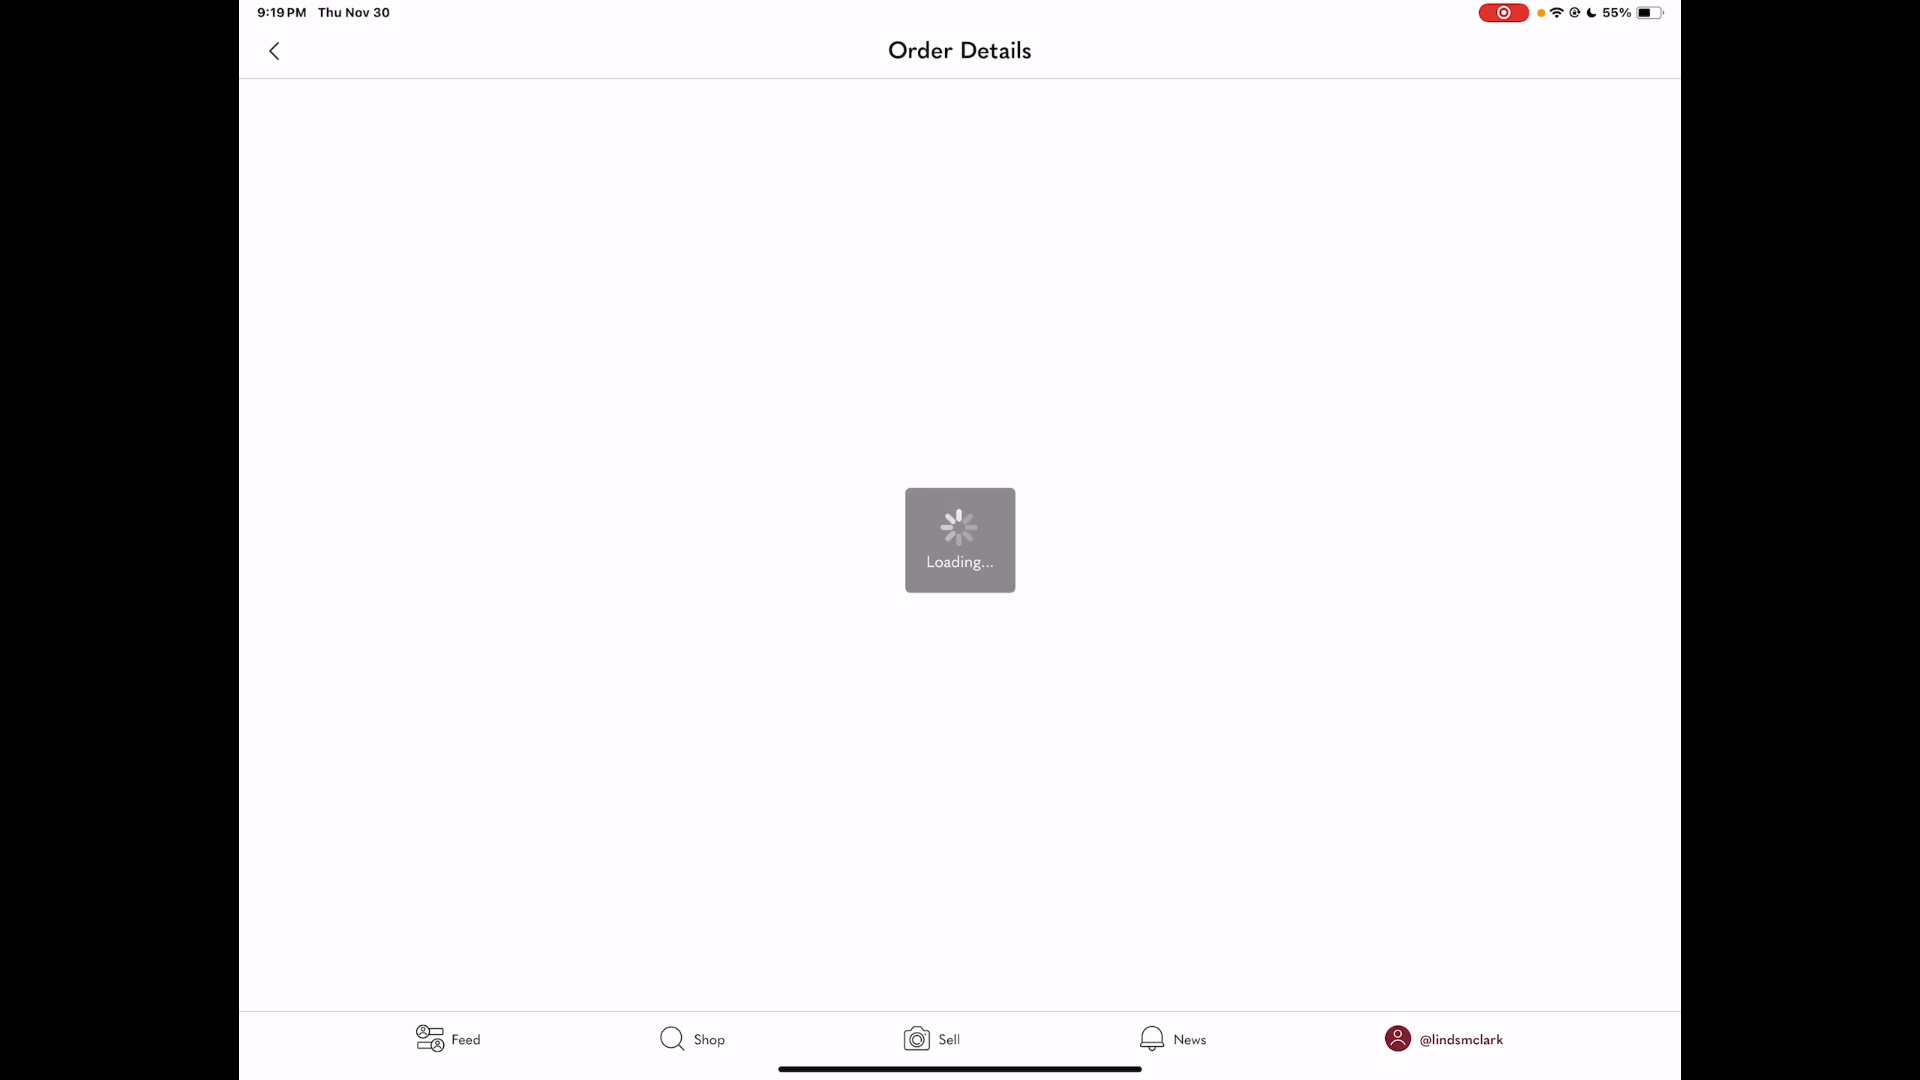 9:19 PM Thu Nov 30
55%
Order Details
Loading...
Feed
Shop
Sell
News
@lindsmclark